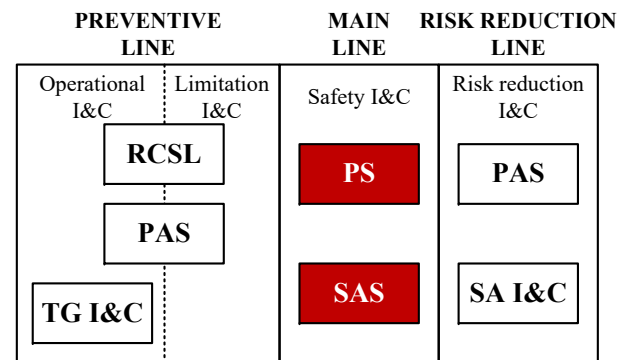 PREVENTIVE
LINE
MAIN
LINE
RISK REDUCTION
LINE
Operational
I&C
Limitation
I&C
Safety I&C
Risk reduction
I&C
RCSL
PAS
TG I&C
PS
SAS
PAS
SA I&C